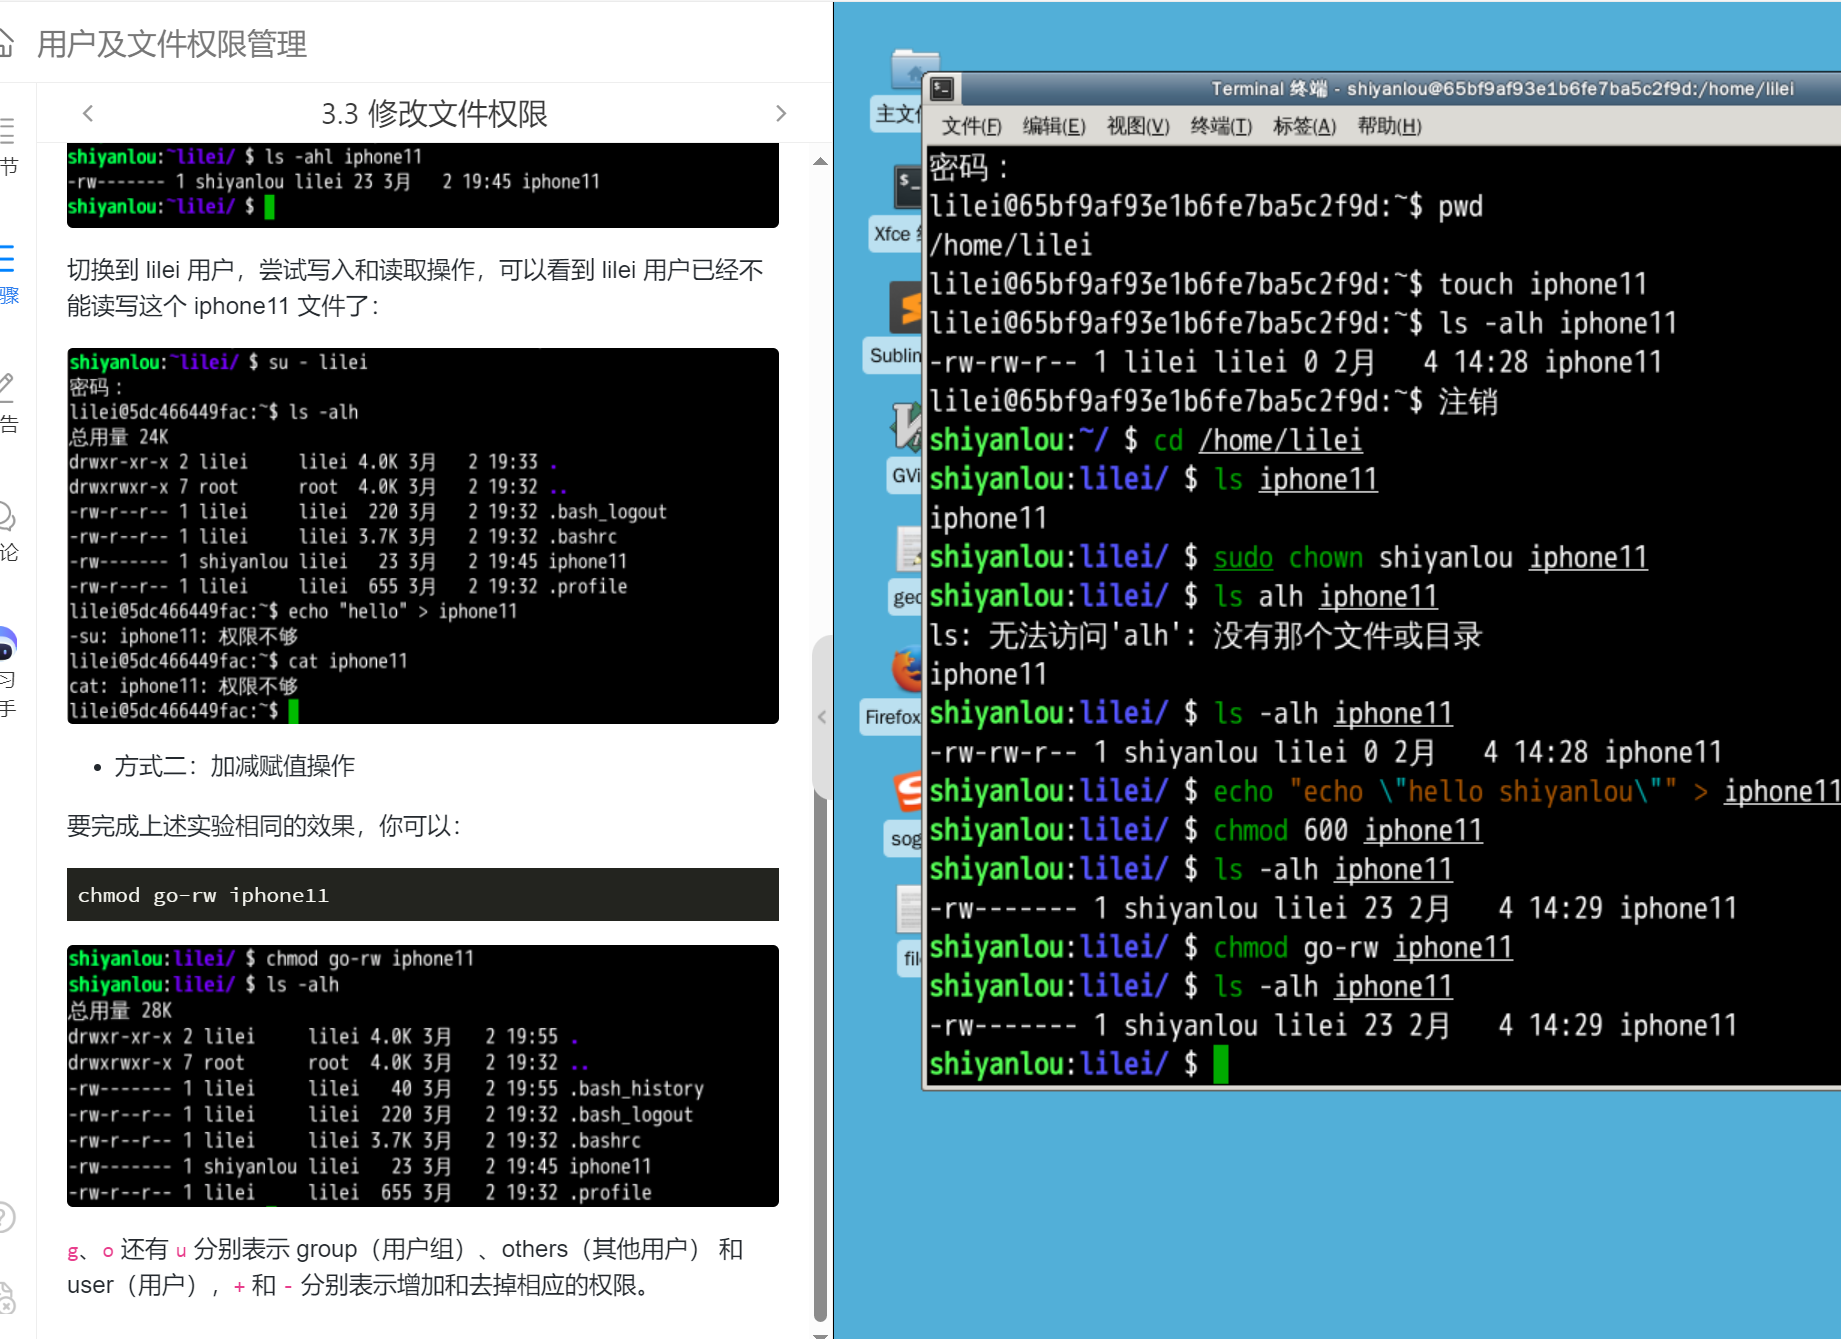 用户及文件权限管理
3.3 修改文件权限
节
骤
告
论
习
手
shiyanlou:~lilei/ $ ls -ahl iphone11
-rw------- 1 shiyanlou lilei 23 3月   2 19:45 iphone11
shiyanlou:~lilei/ $
切换到 lilei 用户，尝试写入和读取操作，可以看到 lilei 用户已经不
能读写这个 iphone11 文件了：
shiyanlou:~lilei/ $ su - lilei
密码：
lilei@5dc466449fac:~$ ls -alh
总用量 24K
drwxr-xr-x 2 lilei     lilei 4.0K 3月   2 19:33 .
drwxrwxr-x 7 root      root  4.0K 3月   2 19:32 ..
-rw-r--r-- 1 lilei     lilei  220 3月   2 19:32 .bash_logout
-rw-r--r-- 1 lilei     lilei 3.7K 3月   2 19:32 .bashrc
-rw------- 1 shiyanlou lilei   23 3月   2 19:45 iphone11
-rw-r--r-- 1 lilei     lilei  655 3月   2 19:32 .profile
lilei@5dc466449fac:~$ echo "hello" > iphone11
-su: iphone11: 权限不够
lilei@5dc466449fac:~$ cat iphone11
cat: iphone11: 权限不够
lilei@5dc466449fac:~$
• 方式二：加减赋值操作
要完成上述实验相同的效果，你可以：
chmod go-rw iphone11
shiyanlou:lilei/ $ chmod go-rw iphone11
shiyanlou:lilei/ $ ls -alh
总用量 28K
drwxr-xr-x 2 lilei     lilei 4.0K 3月   2 19:55 .
drwxrwxr-x 7 root      root  4.0K 3月   2 19:32 ..
-rw------- 1 lilei     lilei   40 3月   2 19:55 .bash_history
-rw-r--r-- 1 lilei     lilei  220 3月   2 19:32 .bash_logout
-rw-r--r-- 1 lilei     lilei 3.7K 3月   2 19:32 .bashrc
-rw------- 1 shiyanlou lilei   23 3月   2 19:45 iphone11
-rw-r--r-- 1 lilei     lilei  655 3月   2 19:32 .profile
g、o 还有 u 分别表示 group（用户组）、others（其他用户） 和
user（用户），+ 和 - 分别表示增加和去掉相应的权限。
主文
Xfce
Sublin
GVi
Firefox
sog
fil
Terminal 终端 - shiyanlou@65bf9af93e1b6fe7ba5c2f9d:/home/lilei
文件(F) 编辑(E) 视图(V) 终端(T) 标签(A) 帮助(H)
密码：
lilei@65bf9af93e1b6fe7ba5c2f9d:~$ pwd
/home/lilei
lilei@65bf9af93e1b6fe7ba5c2f9d:~$ touch iphone11
lilei@65bf9af93e1b6fe7ba5c2f9d:~$ ls -alh iphone11
-rw-rw-r-- 1 lilei lilei 0 2月   4 14:28 iphone11
lilei@65bf9af93e1b6fe7ba5c2f9d:~$ 注销
shiyanlou:~/ $ cd /home/lilei
shiyanlou:lilei/ $ ls iphone11
iphone11
shiyanlou:lilei/ $ sudo chown shiyanlou iphone11
shiyanlou:lilei/ $ ls alh iphone11
ls: 无法访问'alh': 没有那个文件或目录
iphone11
shiyanlou:lilei/ $ ls -alh iphone11
-rw-rw-r-- 1 shiyanlou lilei 0 2月   4 14:28 iphone11
shiyanlou:lilei/ $ echo "echo \"hello shiyanlou\"" > iphone11
shiyanlou:lilei/ $ chmod 600 iphone11
shiyanlou:lilei/ $ ls -alh iphone11
-rw------- 1 shiyanlou lilei 23 2月   4 14:29 iphone11
shiyanlou:lilei/ $ chmod go-rw iphone11
shiyanlou:lilei/ $ ls -alh iphone11
-rw------- 1 shiyanlou lilei 23 2月   4 14:29 iphone11
shiyanlou:lilei/ $